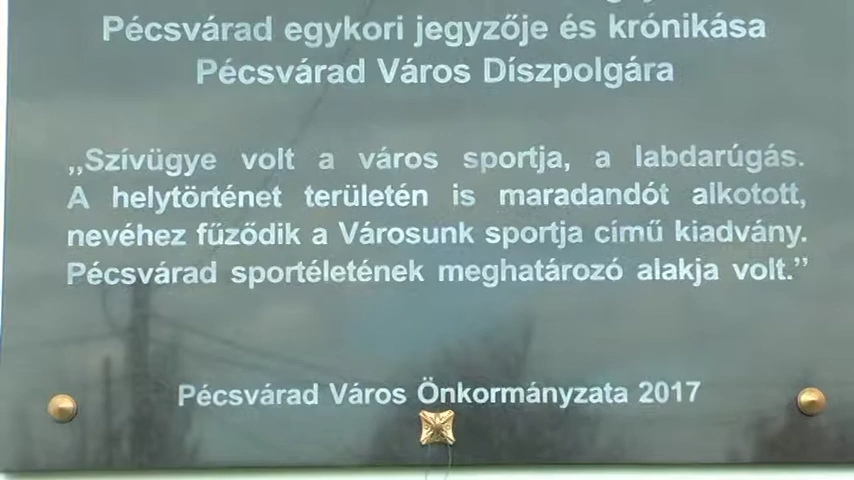 Pécsvárad egykori jegyzője és krónikása
Pécsvárad Város Díszpolgára
„Szívügye volt a város sportja, a labdarúgás.
A helytörténet területén is maradandót alkotott,
nevéhez fűződik a Városunk sportja című kiadvány.
Pécsvárad sportéletének meghatározó alakja volt.”
Pécsvárad Város Önkormányzata 2017